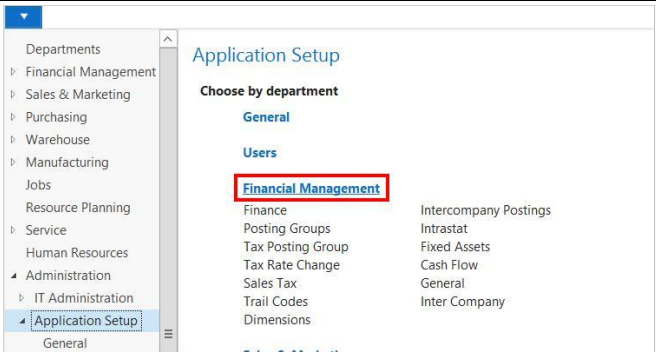 Departments
Financial Management
Sales & Marketing
Purchasing
Warehouse
Manufacturing
Jobs
Resource Planning
Service
Human Resources
Administration
IT Administration
Application Setup
General
Application Setup
Choose by department
General
Users
Financial Management
Finance
Posting Groups
Tax Posting Group
Tax Rate Change
Sales Tax
Trail Codes
Dimensions
Intercompany Postings
Intrastat
Fixed Assets
Cash Flow
General
Inter Company